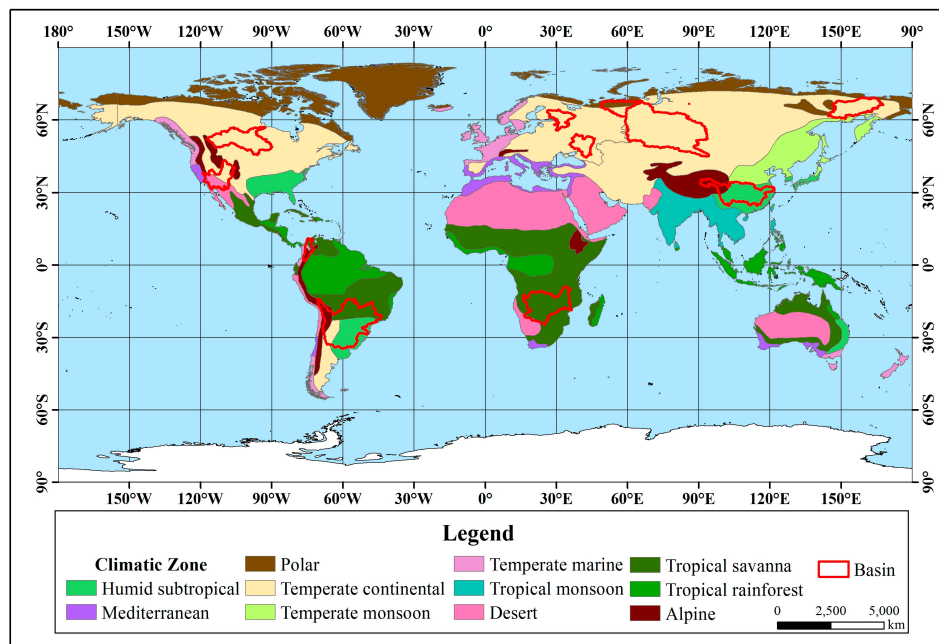 180° 150°W 120°W 90°W 60°W 30°W 0° 30°E 60°E 90°E 120°E 150°E 90°
60°N 60°N
30°N 30°N
0° 0°
30°S 30°S
60°S 60°S
90° 90°
150°W 120°W 90°W 60°W 30°W 0° 30°E 60°E 90°E 120°E 150°E
Legend
Climatic Zone Polar Temperate marine Tropical savanna Basin
Humid subtropical Temperate continental Tropical monsoon Tropical rainforest
Mediterranean Temperate monsoon Desert Alpine
0 2,500 5,000
km